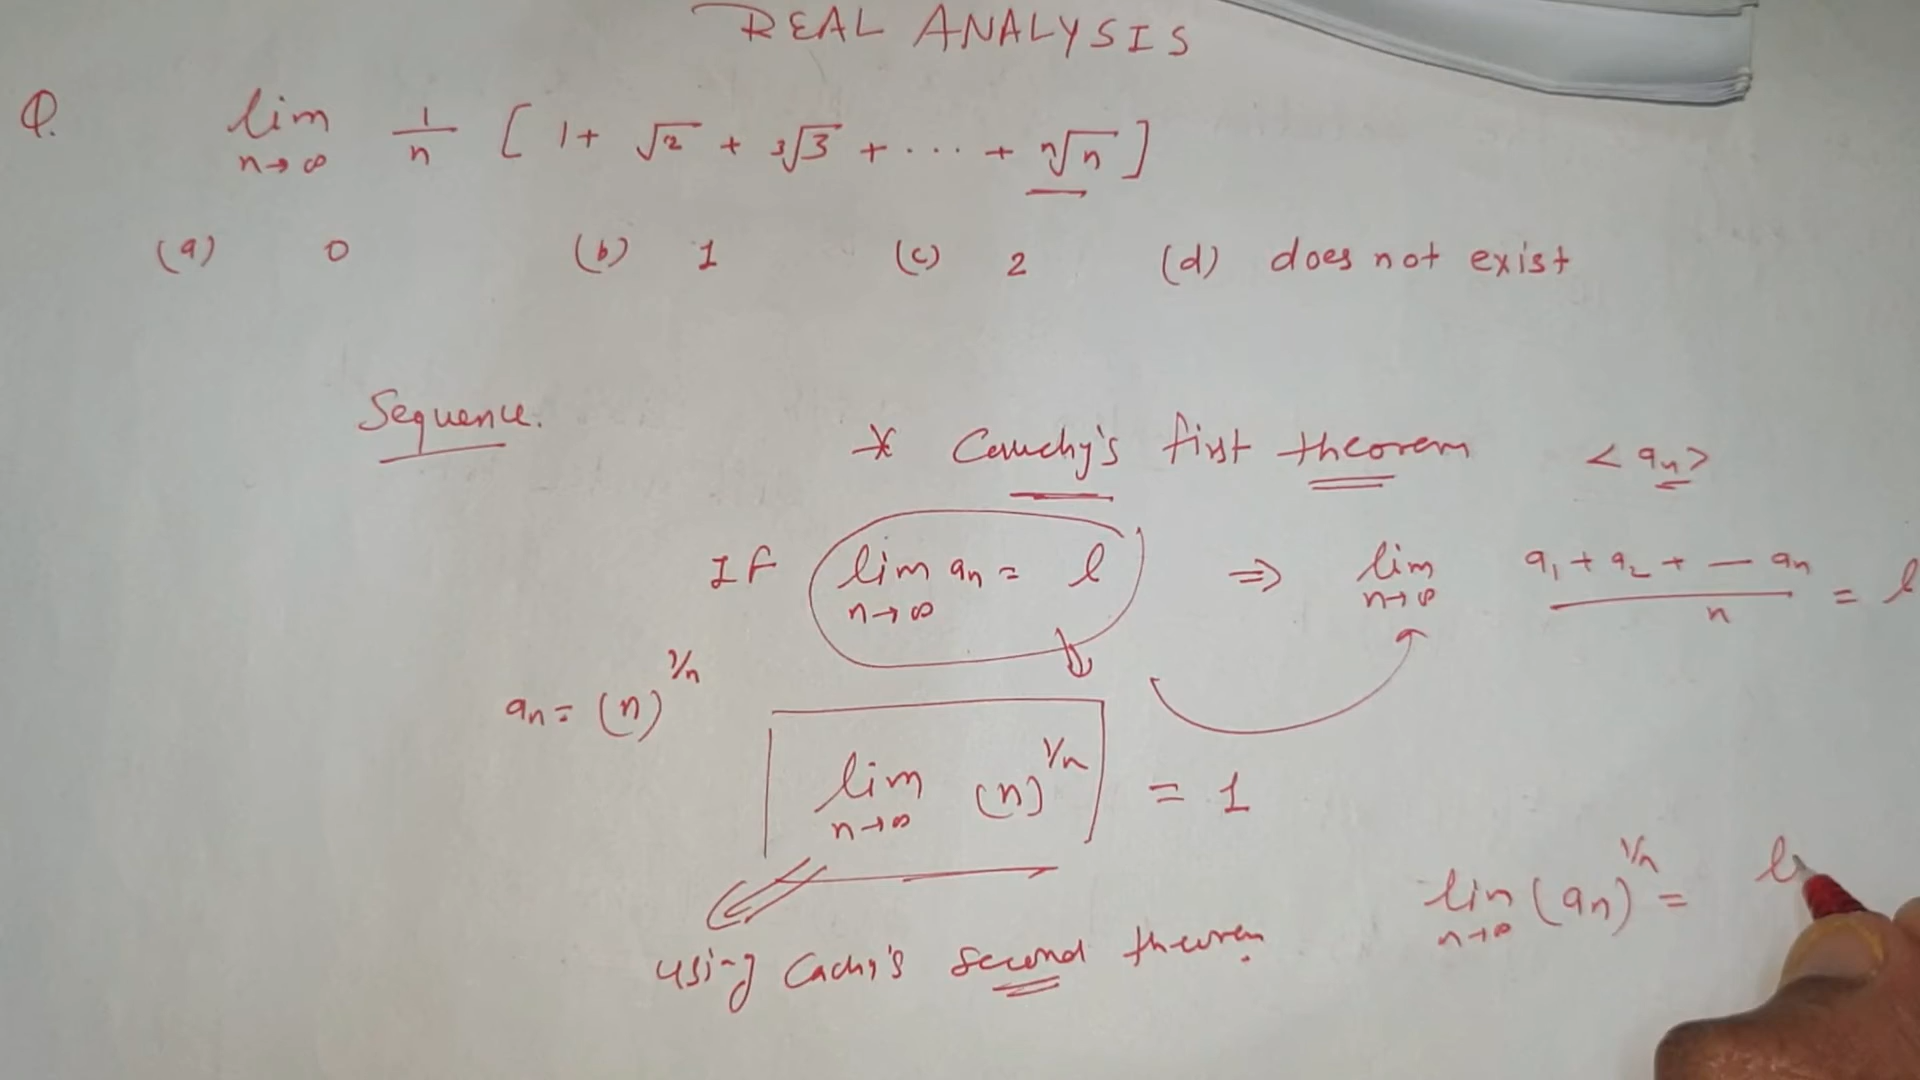 REAL ANALYSIS
Q. lim n→∞ 1/n [ 1 + √2 + ³√3 + ... + ⁿ√n ]
(a) 0 (b) 1 (c) 2 (d) does not exist
Sequence.
* Cauchy's first theorem < an >
If lim n→∞ an = l ⇒ lim n→∞ a1 + a2 + — an / n = l
an = (n)^1/n
lim n→∞ (n)^1/n = 1
lim n→∞ (an)^1/n = l
using Cachy's second theorem.